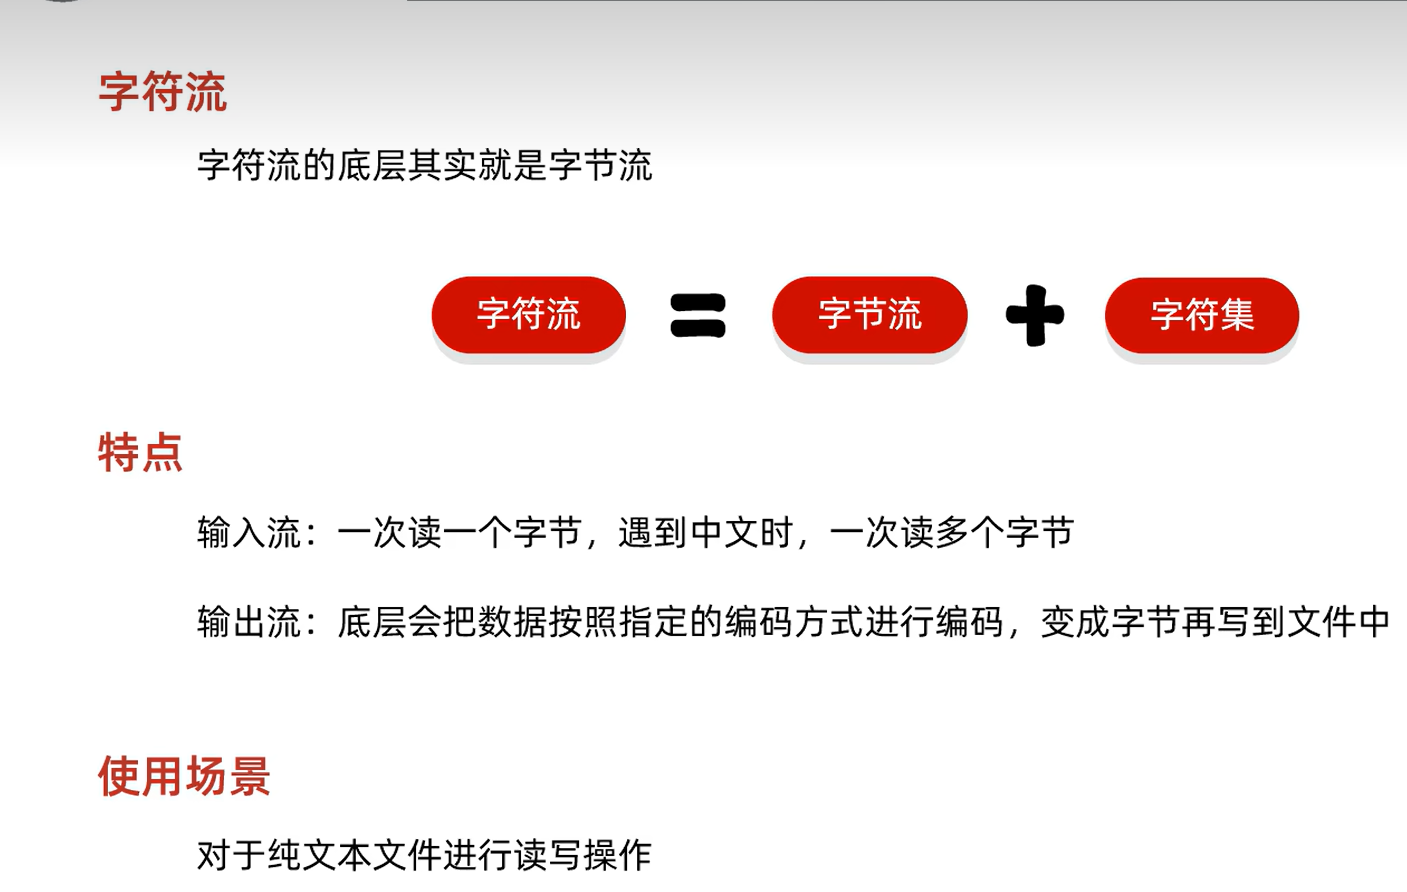 字符流
字符流的底层其实就是字节流
字符流 = 字节流 + 字符集
特点
输入流：一次读一个字节，遇到中文时，一次读多个字节
输出流：底层会把数据按照指定的编码方式进行编码，变成字节再写到文件中
使用场景
对于纯文本文件进行读写操作